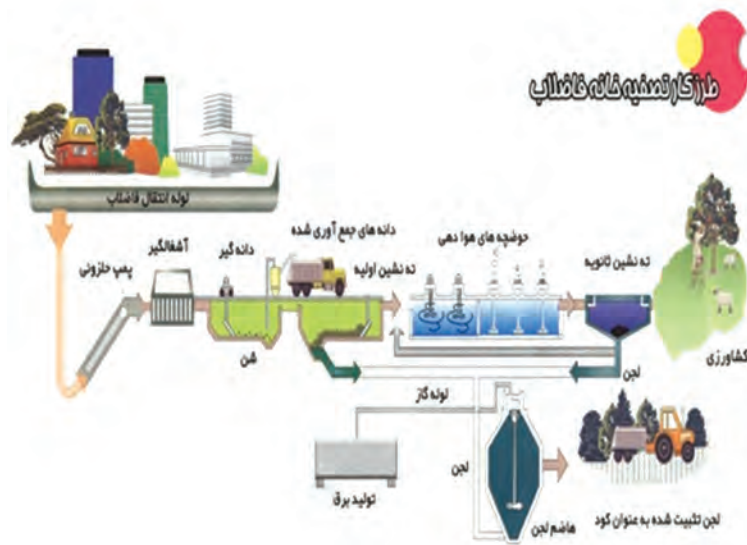 طرز کار تصفیه خانه فاضلاب
لوله انتقال فاضلاب
پمپ حلزونی
آشغالگیر
دانه گیر
دانه های جمع آوری شده
ته نشین اولیه
حوضچه های هوا دهی
ته نشین ثانویه
کشاورزی
شن
لجن
لوله گاز
تولید برق
لجن
هاضم لجن
لجن تثبیت شده به عنوان کود